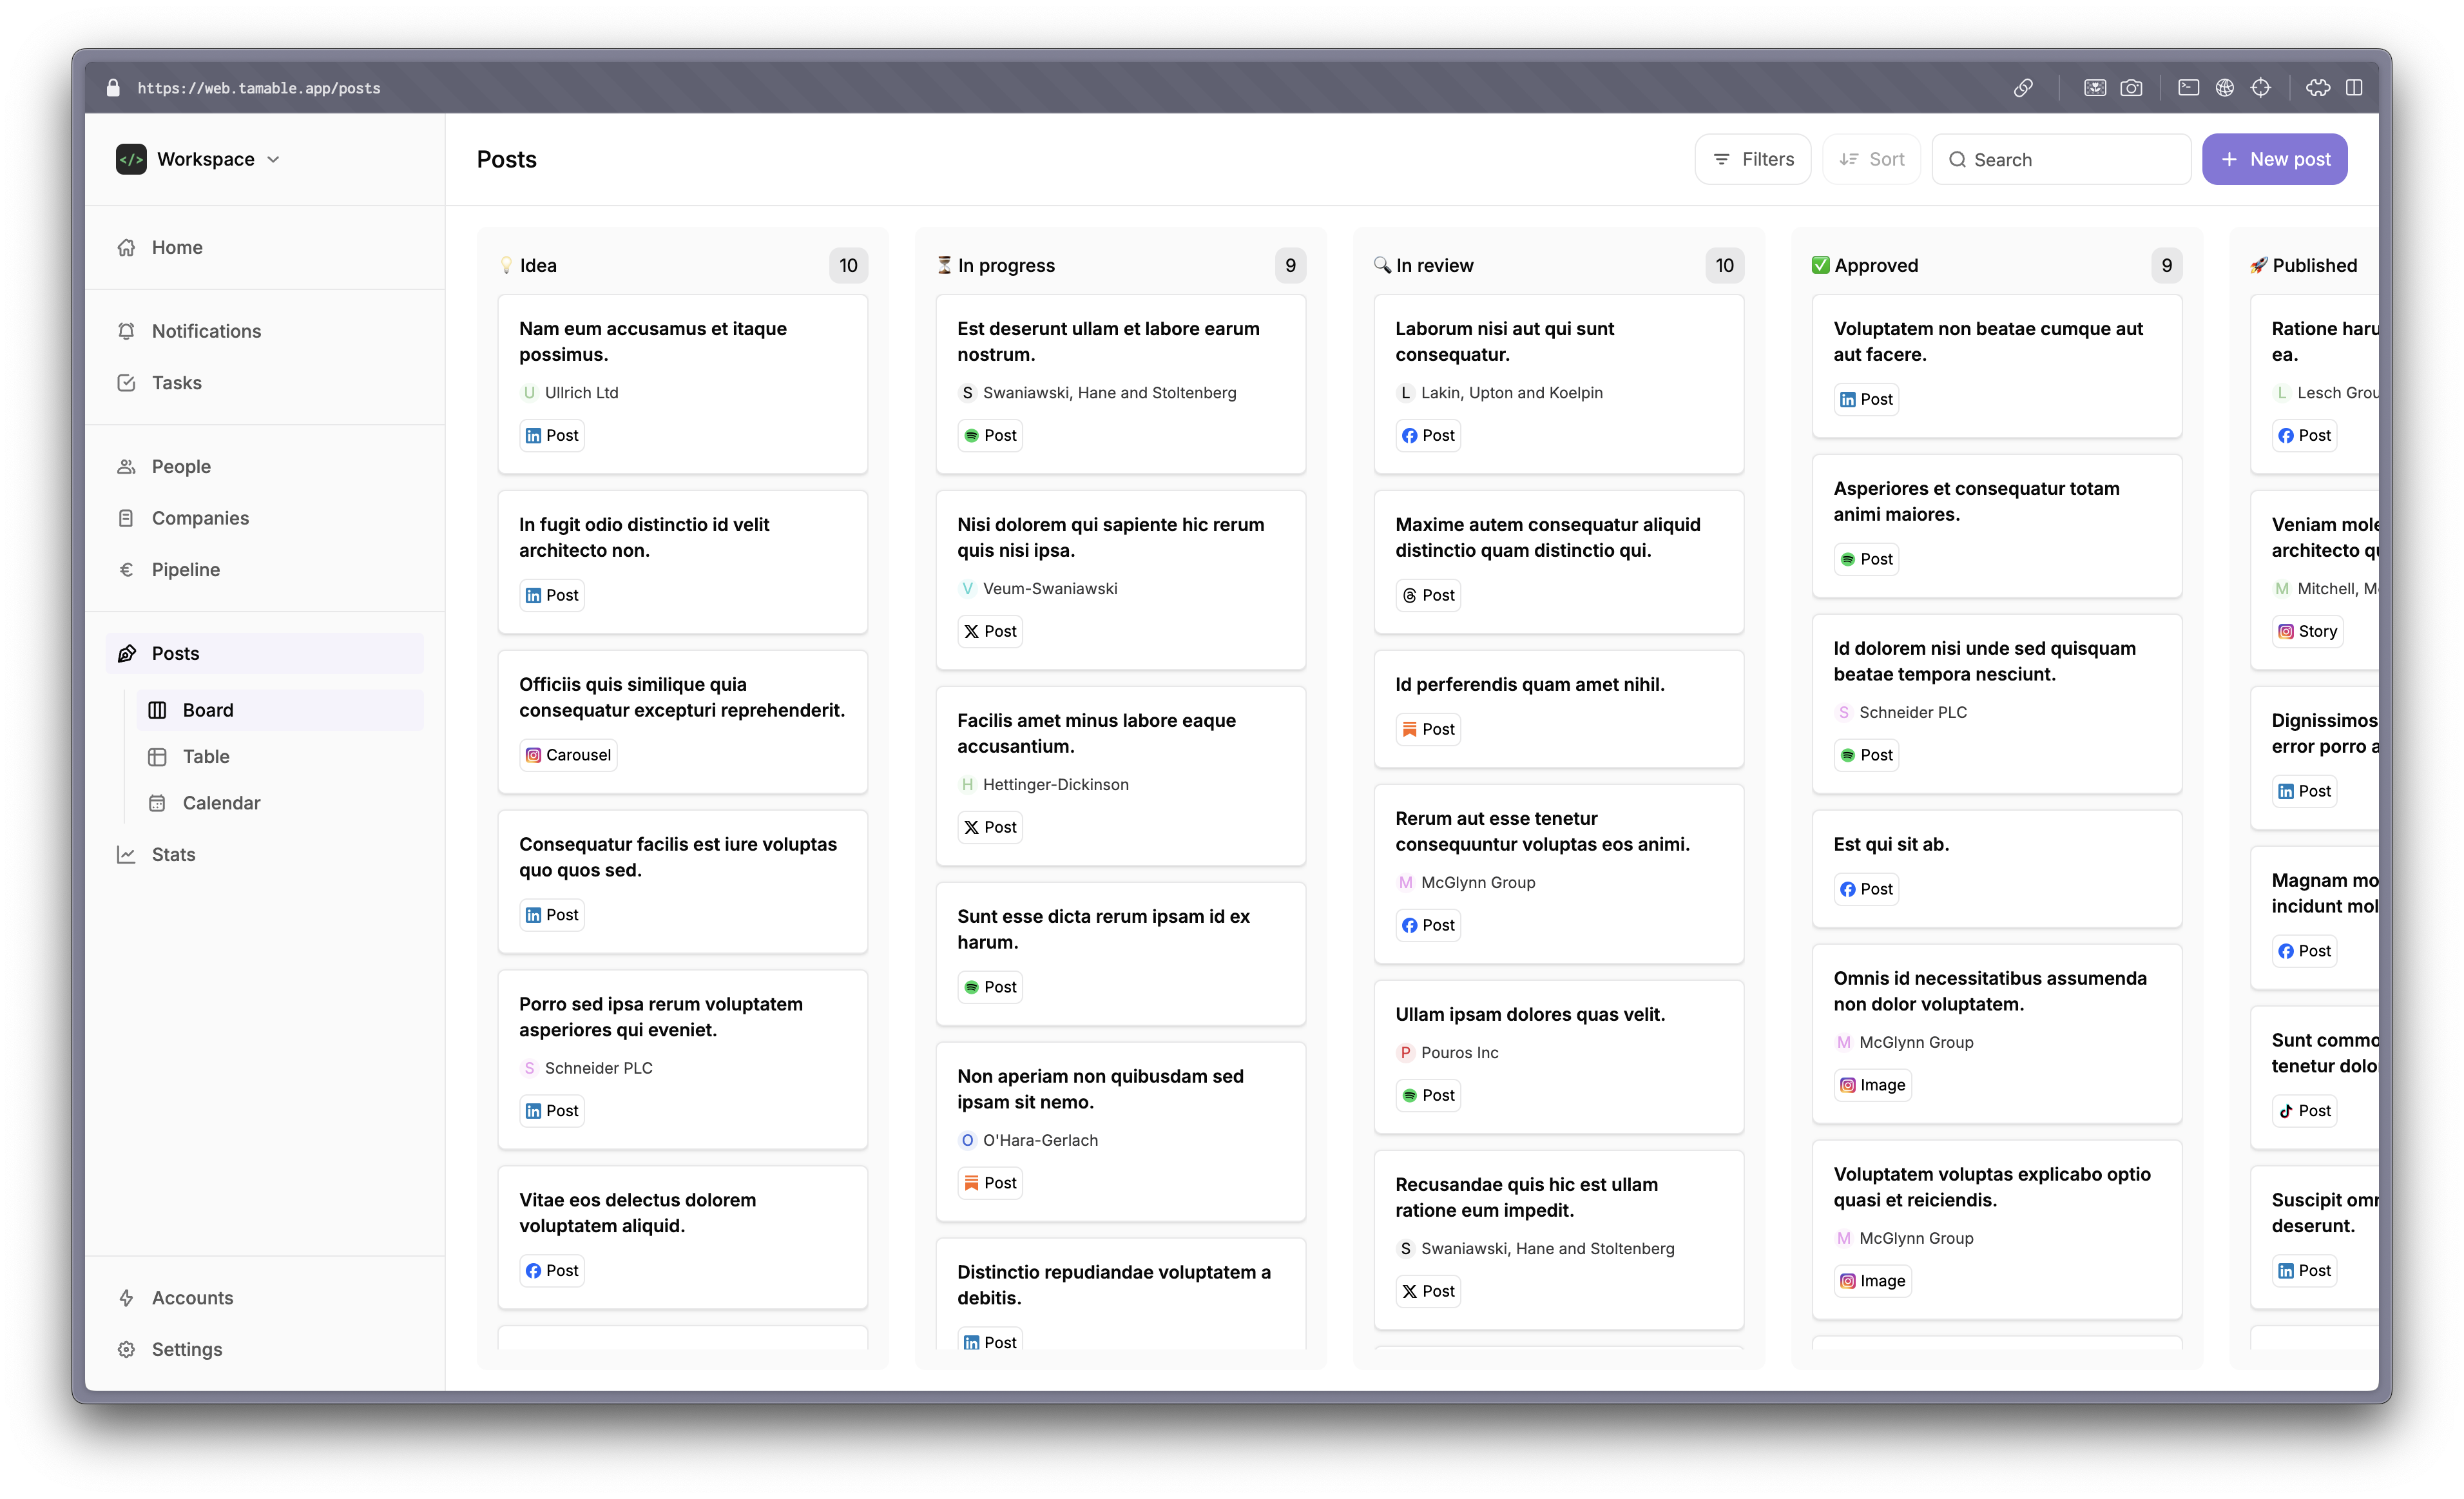 https://web.tamable.app/posts
Workspace
Home
Notifications
Tasks
People
Companies
Pipeline
Posts
Board
Table
Calendar
Stats
Accounts
Settings
Posts
Filters
Sort
Search
+ New post
Idea
10
Nam eum accusamus et itaque
possimus.
U Ullrich Ltd
Post
In fugit odio distinctio id velit
architecto non.
Post
Officiis quis similique quia
consequatur excepturi reprehenderit.
Carousel
Consequatur facilis est iure voluptas
quo quos sed.
Post
Porro sed ipsa rerum voluptatem
asperiores qui eveniet.
S Schneider PLC
Post
Vitae eos delectus dolorem
voluptatem aliquid.
Post
In progress
9
Est deserunt ullam et labore earum
nostrum.
S Swaniawski, Hane and Stoltenberg
Post
Nisi dolorem qui sapiente hic rerum
quis nisi ipsa.
V Veum-Swaniawski
Post
Facilis amet minus labore eaque
accusantium.
H Hettinger-Dickinson
Post
Sunt esse dicta rerum ipsam id ex
harum.
Post
Non aperiam non quibusdam sed
ipsam sit nemo.
O O'Hara-Gerlach
Post
Distinctio repudiandae voluptatem a
debitis.
Post
In review
10
Laborum nisi aut qui sunt
consequatur.
L Lakin, Upton and Koelpin
Post
Maxime autem consequatur aliquid
distinctio quam distinctio qui.
Post
Id perferendis quam amet nihil.
Post
Rerum aut esse tenetur
consequuntur voluptas eos animi.
M McGlynn Group
Post
Ullam ipsam dolores quas velit.
P Pouros Inc
Post
Recusandae quis hic est ullam
ratione eum impedit.
S Swaniawski, Hane and Stoltenberg
Post
Approved
9
Voluptatem non beatae cumque aut
aut facere.
Post
Asperiores et consequatur totam
animi maiores.
Post
Id dolorem nisi unde sed quisquam
beatae tempora nesciunt.
S Schneider PLC
Post
Est qui sit ab.
Post
Omnis id necessitatibus assumenda
non dolor voluptatem.
M McGlynn Group
Image
Voluptatem voluptas explicabo optio
quasi et reiciendis.
M McGlynn Group
Image
Published
Ratione
ea.
L Lesch
Post
Veniam
architecto
M Mitchell,
Story
Dignissimos
error porro
Post
Magnam
incidunt
Post
Sunt
tenetur
Post
Suscipit
deserunt.
Post